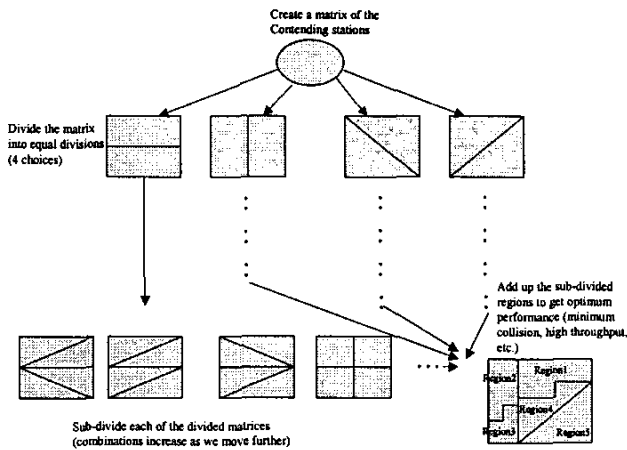 Create a matrix of the
Contending stations
Divide the matrix
into equal divisions
(4 choices)
Add up the sub-divided
regions to get optimum
performance (minimum
collision, high throughput,
etc.)
Region2
Region1
Region4
Region3
Region5
Sub-divide each of the divided matrices
(combinations increase as we move further)